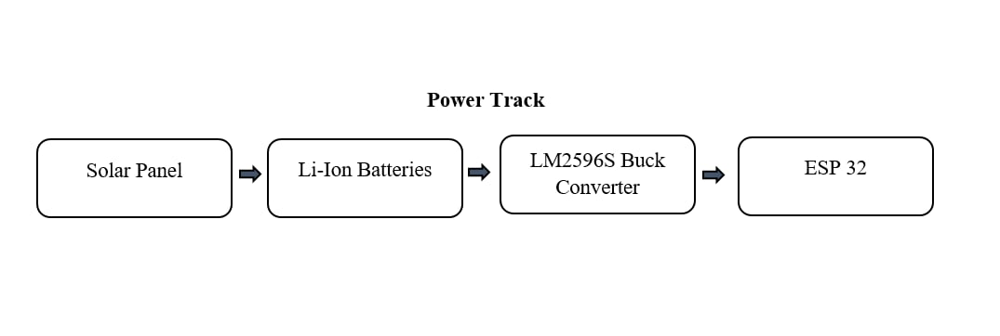 Power Track
Solar Panel
Li-Ion Batteries
LM2596S Buck
Converter
ESP 32